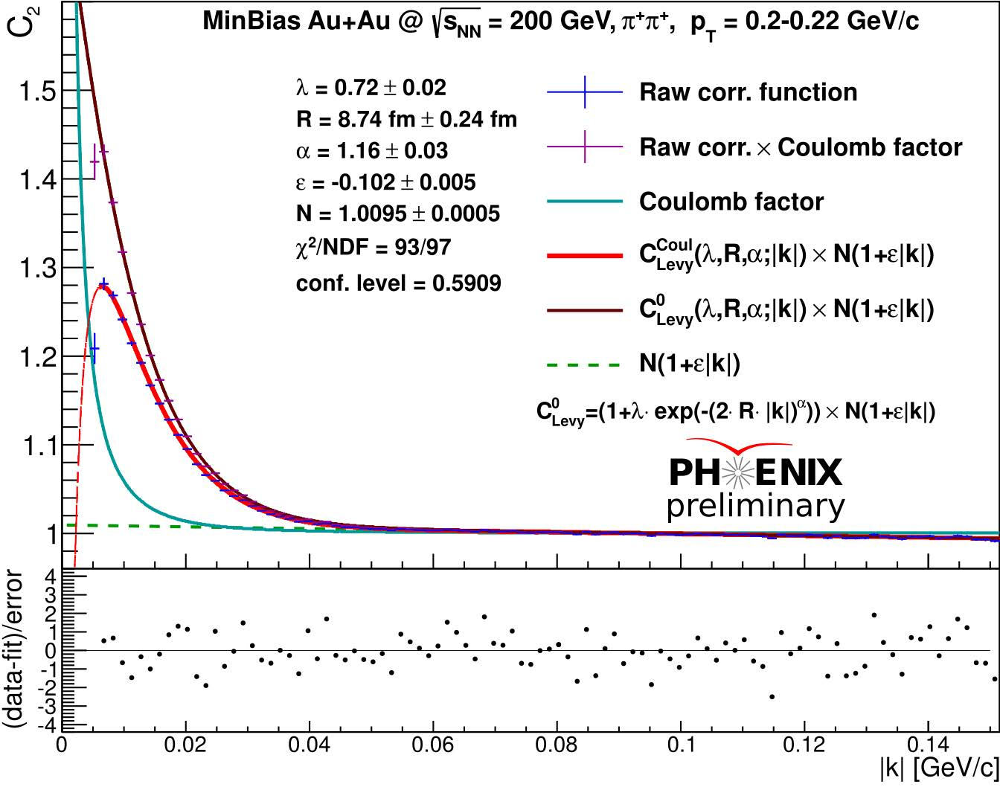 C₂
MinBias Au+Au @ √sNN = 200 GeV, π⁺π⁺, pT = 0.2-0.22 GeV/c
λ = 0.72 ± 0.02
R = 8.74 fm ± 0.24 fm
α = 1.16 ± 0.03
ε = -0.102 ± 0.005
N = 1.0095 ± 0.0005
χ²/NDF = 93/97
conf. level = 0.5909
Raw corr. function
Raw corr. × Coulomb factor
Coulomb factor
C^Coul_Levy(λ,R,α;|k|) × N(1+ε|k|)
C^0_Levy(λ,R,α;|k|) × N(1+ε|k|)
N(1+ε|k|)
C^0_Levy=(1+λ· exp(-(2· R· |k|)^α)) × N(1+ε|k|)
PHENIX
preliminary
1.5
1.4
1.3
1.2
1.1
1
(data-fit)/error
4
3
2
1
0
-1
-2
-3
-4
0 0.02 0.04 0.06 0.08 0.1 0.12 0.14
|k| [GeV/c]